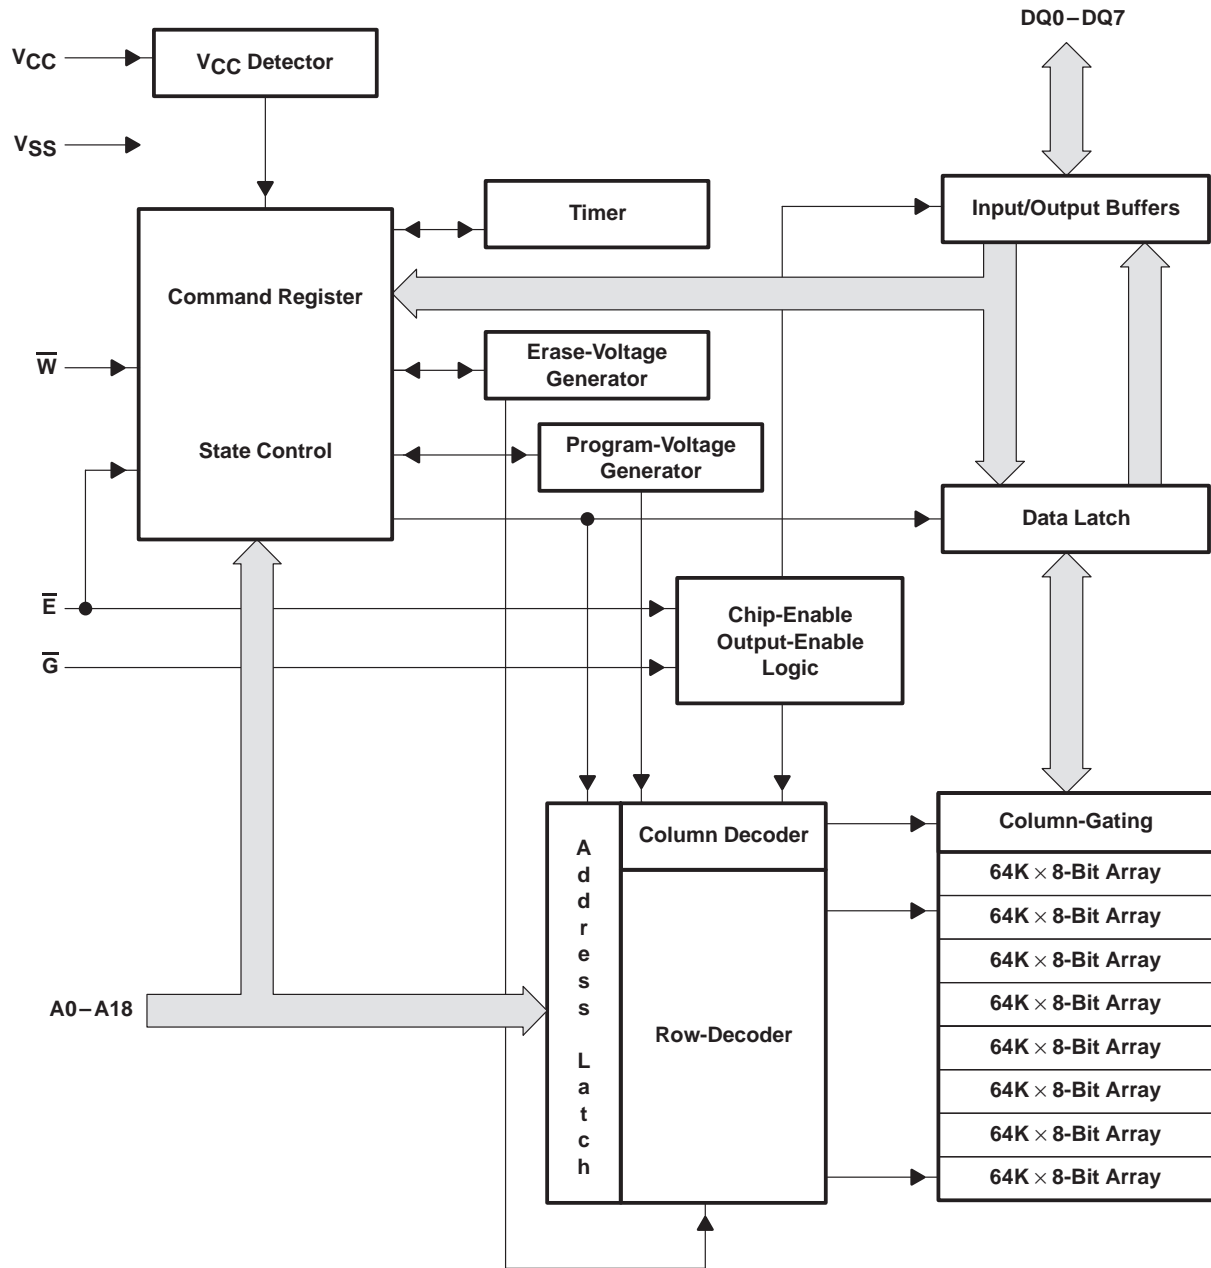 DQ0–DQ7
VCC
VCC Detector
VSS
Timer
Input/Output Buffers
Command Register
W̅
Erase-Voltage
Generator
State Control
Program-Voltage
Generator
Data Latch
E̅
G̅
Chip-Enable
Output-Enable
Logic
Address Latch
Column Decoder
Column-Gating
64K × 8-Bit Array
64K × 8-Bit Array
64K × 8-Bit Array
64K × 8-Bit Array
64K × 8-Bit Array
64K × 8-Bit Array
64K × 8-Bit Array
64K × 8-Bit Array
A0–A18
Row-Decoder